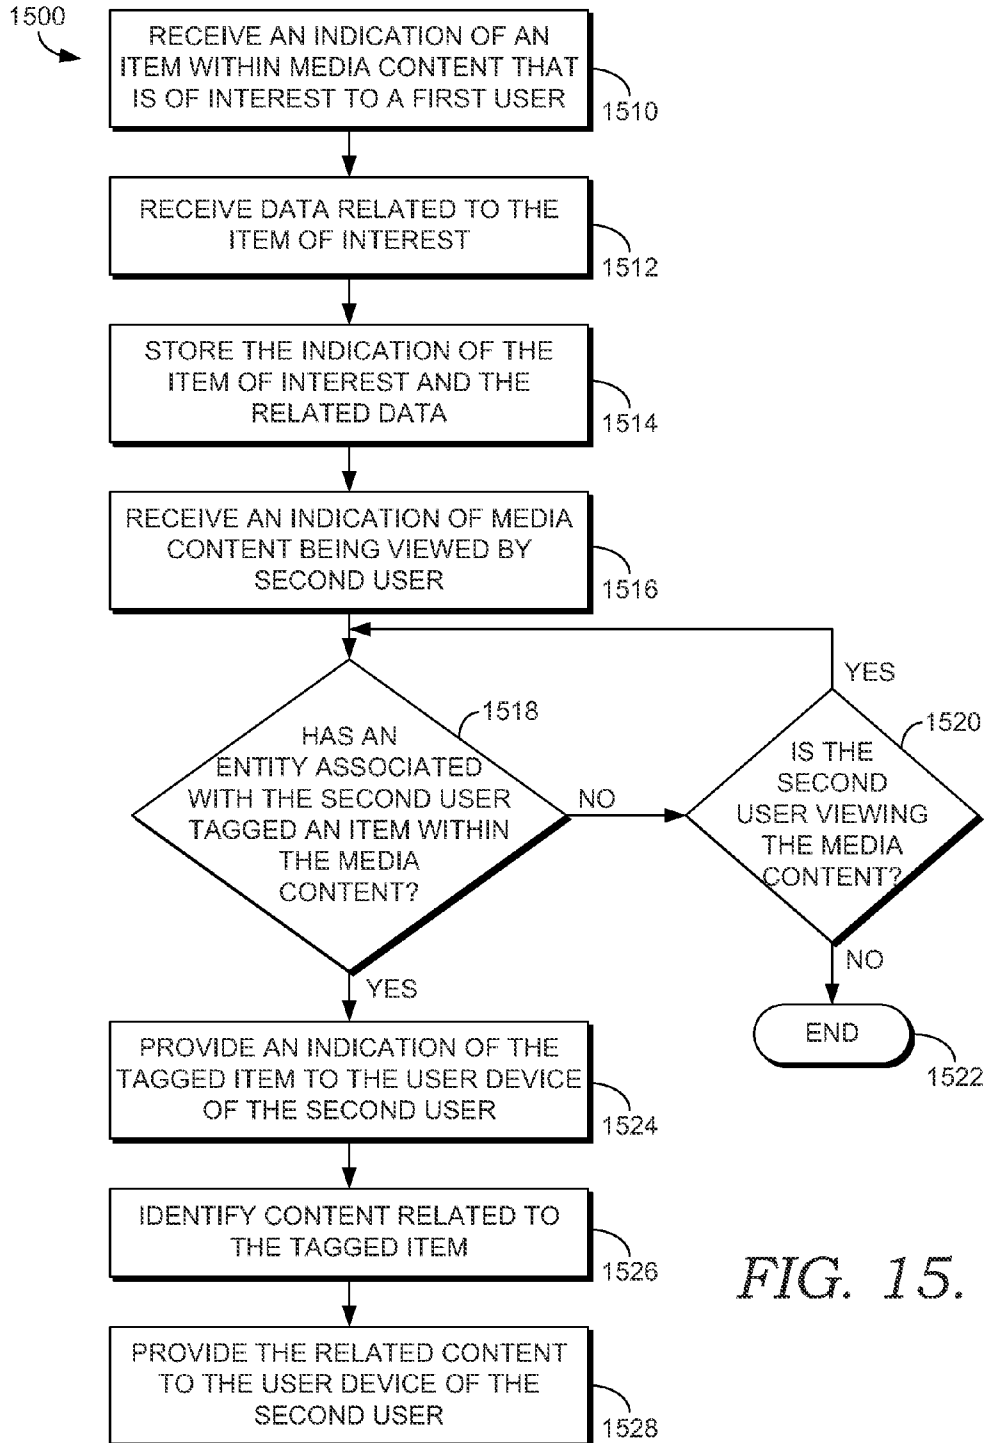 1500
RECEIVE AN INDICATION OF AN
ITEM WITHIN MEDIA CONTENT THAT
IS OF INTEREST TO A FIRST USER
1510
RECEIVE DATA RELATED TO THE
ITEM OF INTEREST
1512
STORE THE INDICATION OF THE
ITEM OF INTEREST AND THE
RELATED DATA
1514
RECEIVE AN INDICATION OF MEDIA
CONTENT BEING VIEWED BY
SECOND USER
1516
HAS AN
ENTITY ASSOCIATED
WITH THE SECOND USER
TAGGED AN ITEM WITHIN
THE MEDIA
CONTENT?
1518
NO
YES
IS THE
SECOND
USER VIEWING
THE MEDIA
CONTENT?
1520
YES
NO
END
1522
PROVIDE AN INDICATION OF THE
TAGGED ITEM TO THE USER DEVICE
OF THE SECOND USER
1524
IDENTIFY CONTENT RELATED TO
THE TAGGED ITEM
1526
PROVIDE THE RELATED CONTENT
TO THE USER DEVICE OF THE
SECOND USER
1528
FIG. 15.